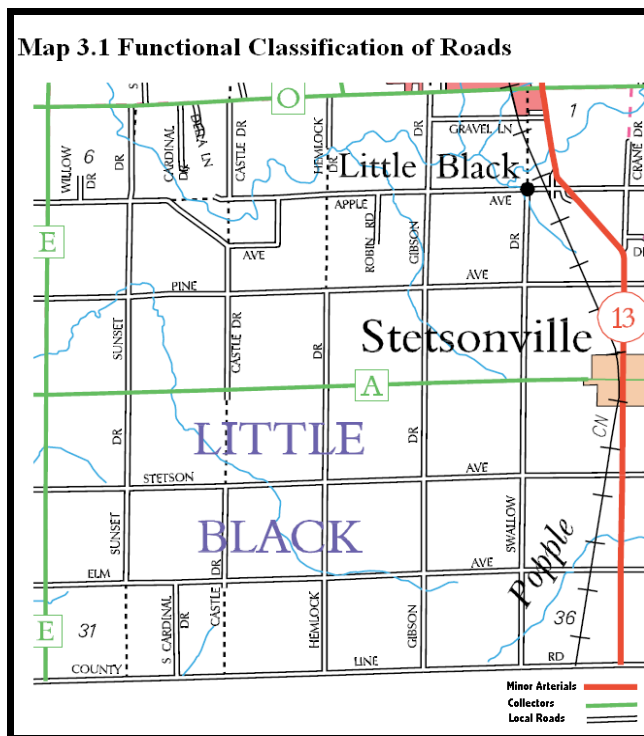 Map 3.1 Functional Classification of Roads
O
1
S
DR
GRAVEL LN
CRANE DR
WILLOW DR
6
DR
CARDINAL DR
DELIA LN
CASTLE DR
HEMLOCK DR
Little Black
APPLE AVE
ROBIN RD
GIBSON
DR
E
AVE
DR
PINE AVE
13
SUNSET DR
CASTLE DR
DR
Stetsonville
A
CN
LITTLE
DR
STETSON AVE
BLACK
SUNSET
SWALLOW
Popple
ELM AVE
DR
CASTLE
E
31
S CARDINAL DR
HEMLOCK
GIBSON
36
COUNTY LINE RD
Minor Arterials
Collectors
Local Roads